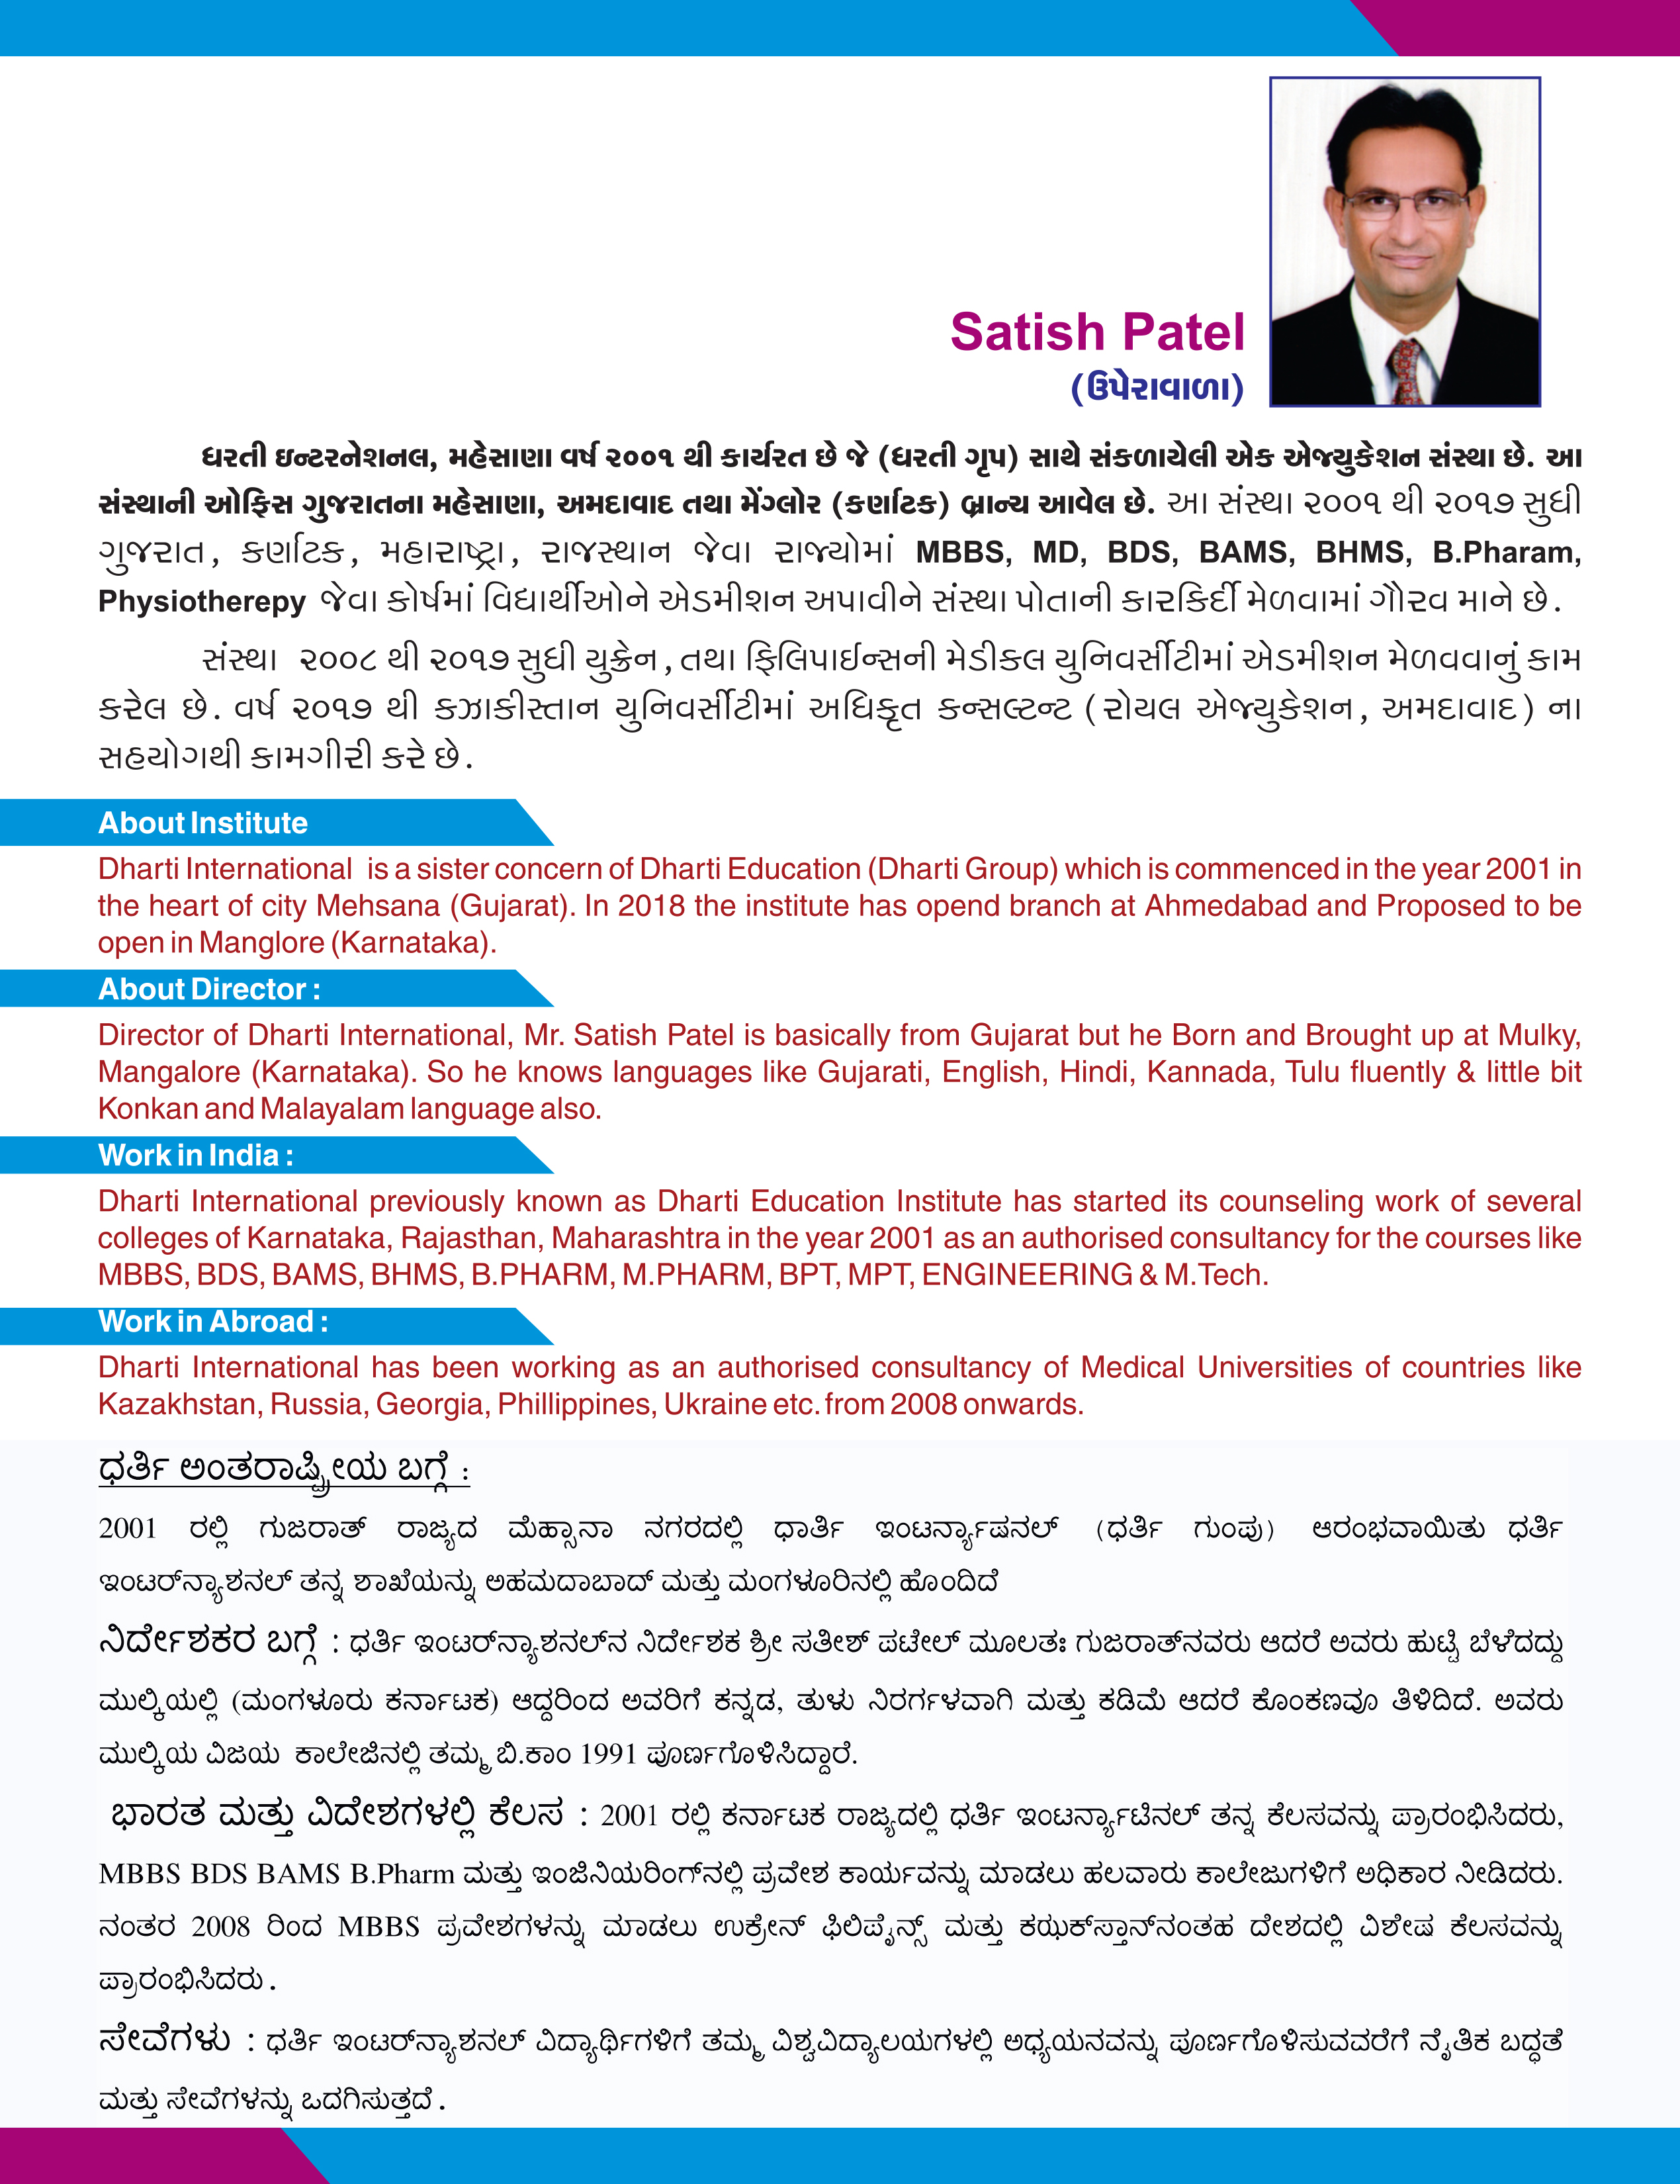 Satish Patel
(ઉપેરાવાળા)
ધરતી ઇન્ટરનેશનલ, મહેસાણા વર્ષ ૨૦૦૧ થી કાર્યરત છે જે (ધરતી ગૃપ) સાથે સંકળાયેલી એક એજ્યુકેશન સંસ્થા છે. આ
સંસ્થાની ઓફિસ ગુજરાતના મહેસાણા, અમદાવાદ તથા મેંગ્લોર (કર્ણાટક) બ્રાન્ચ આવેલ છે. આ સંસ્થા ૨૦૦૧ થી ૨૦૧૭ સુધી
ગુજરાત, કર્ણાટક, મહારાષ્ટ્રા, રાજસ્થાન જેવા રાજ્યોમાં MBBS, MD, BDS, BAMS, BHMS, B.Pharam,
Physiotherepy જેવા કોર્ષમાં વિદ્યાર્થીઓને એડમીશન અપાવીને સંસ્થા પોતાની કારકિર્દી મેળવામાં ગૌરવ માને છે.
સંસ્થા ૨૦૦૮ થી ૨૦૧૭ સુધી યુક્રેન, તથા ફિલિપાઈન્સની મેડીકલ યુનિવર્સીટીમાં એડમીશન મેળવવાનું કામ
કરેલ છે. વર્ષ ૨૦૧૭ થી કઝાકીસ્તાન યુનિવર્સીટીમાં અધિકૃત કન્સલ્ટન્ટ (રોયલ એજ્યુકેશન, અમદાવાદ) ના
સહયોગથી કામગીરી કરે છે.
About Institute
Dharti International is a sister concern of Dharti Education (Dharti Group) which is commenced in the year 2001 in
the heart of city Mehsana (Gujarat). In 2018 the institute has opend branch at Ahmedabad and Proposed to be
open in Manglore (Karnataka).
About Director :
Director of Dharti International, Mr. Satish Patel is basically from Gujarat but he Born and Brought up at Mulky,
Mangalore (Karnataka). So he knows languages like Gujarati, English, Hindi, Kannada, Tulu fluently & little bit
Konkan and Malayalam language also.
Work in India :
Dharti International previously known as Dharti Education Institute has started its counseling work of several
colleges of Karnataka, Rajasthan, Maharashtra in the year 2001 as an authorised consultancy for the courses like
MBBS, BDS, BAMS, BHMS, B.PHARM, M.PHARM, BPT, MPT, ENGINEERING & M.Tech.
Work in Abroad :
Dharti International has been working as an authorised consultancy of Medical Universities of countries like
Kazakhstan, Russia, Georgia, Phillippines, Ukraine etc. from 2008 onwards.
ಧರ್ತಿ ಅಂತರಾಷ್ಟ್ರೀಯ ಬಗ್ಗೆ :
2001 ರಲ್ಲಿ ಗುಜರಾತ್ ರಾಜ್ಯದ ಮೆಹ್ಸಾನಾ ನಗರದಲ್ಲಿ ಧಾರ್ತಿ ಇಂಟರ್ನ್ಯಾಷನಲ್ (ಧರ್ತಿ ಗುಂಪು) ಆರಂಭವಾಯಿತು ಧರ್ತಿ
ಇಂಟರ್‌ನ್ಯಾಶನಲ್ ತನ್ನ ಶಾಖೆಯನ್ನು ಅಹಮದಾಬಾದ್ ಮತ್ತು ಮಂಗಳೂರಿನಲ್ಲಿ ಹೊಂದಿದೆ
ನಿರ್ದೇಶಕರ ಬಗ್ಗೆ : ಧರ್ತಿ ಇಂಟರ್‌ನ್ಯಾಶನಲ್‌ನ ನಿರ್ದೇಶಕ ಶ್ರೀ ಸತೀಶ್ ಪಟೇಲ್ ಮೂಲತಃ ಗುಜರಾತ್‌ನವರು ಆದರೆ ಅವರು ಹುಟ್ಟಿ ಬೆಳೆದದ್ದು
ಮುಲ್ಕಿಯಲ್ಲಿ (ಮಂಗಳೂರು ಕರ್ನಾಟಕ) ಆದ್ದರಿಂದ ಅವರಿಗೆ ಕನ್ನಡ, ತುಳು ನಿರರ್ಗಳವಾಗಿ ಮತ್ತು ಕಡಿಮೆ ಆದರೆ ಕೊಂಕಣವೂ ತಿಳಿದಿದೆ. ಅವರು
ಮುಲ್ಕಿಯ ವಿಜಯ ಕಾಲೇಜಿನಲ್ಲಿ ತಮ್ಮ ಬಿ.ಕಾಂ 1991 ಪೂರ್ಣಗೊಳಿಸಿದ್ದಾರೆ.
ಭಾರತ ಮತ್ತು ವಿದೇಶಗಳಲ್ಲಿ ಕೆಲಸ : 2001 ರಲ್ಲಿ ಕರ್ನಾಟಕ ರಾಜ್ಯದಲ್ಲಿ ಧರ್ತಿ ಇಂಟರ್ನ್ಯಾಟಿನಲ್ ತನ್ನ ಕೆಲಸವನ್ನು ಪ್ರಾರಂಭಿಸಿದರು,
MBBS BDS BAMS B.Pharm ಮತ್ತು ಇಂಜಿನಿಯರಿಂಗ್‌ನಲ್ಲಿ ಪ್ರವೇಶ ಕಾರ್ಯವನ್ನು ಮಾಡಲು ಹಲವಾರು ಕಾಲೇಜುಗಳಿಗೆ ಅಧಿಕಾರ ನೀಡಿದರು.
ನಂತರ 2008 ರಿಂದ MBBS ಪ್ರವೇಶಗಳನ್ನು ಮಾಡಲು ಉಕ್ರೇನ್ ಫಿಲಿಪೈನ್ಸ್ ಮತ್ತು ಕಝಕ್‌ಸ್ತಾನ್‌ನಂತಹ ದೇಶದಲ್ಲಿ ವಿಶೇಷ ಕೆಲಸವನ್ನು
ಪ್ರಾರಂಭಿಸಿದರು.
ಸೇವೆಗಳು : ಧರ್ತಿ ಇಂಟರ್‌ನ್ಯಾಶನಲ್ ವಿದ್ಯಾರ್ಥಿಗಳಿಗೆ ತಮ್ಮ ವಿಶ್ವವಿದ್ಯಾಲಯಗಳಲ್ಲಿ ಅಧ್ಯಯನವನ್ನು ಪೂರ್ಣಗೊಳಿಸುವವರೆಗೆ ನೈತಿಕ ಬದ್ಧತೆ
ಮತ್ತು ಸೇವೆಗಳನ್ನು ಒದಗಿಸುತ್ತದೆ.